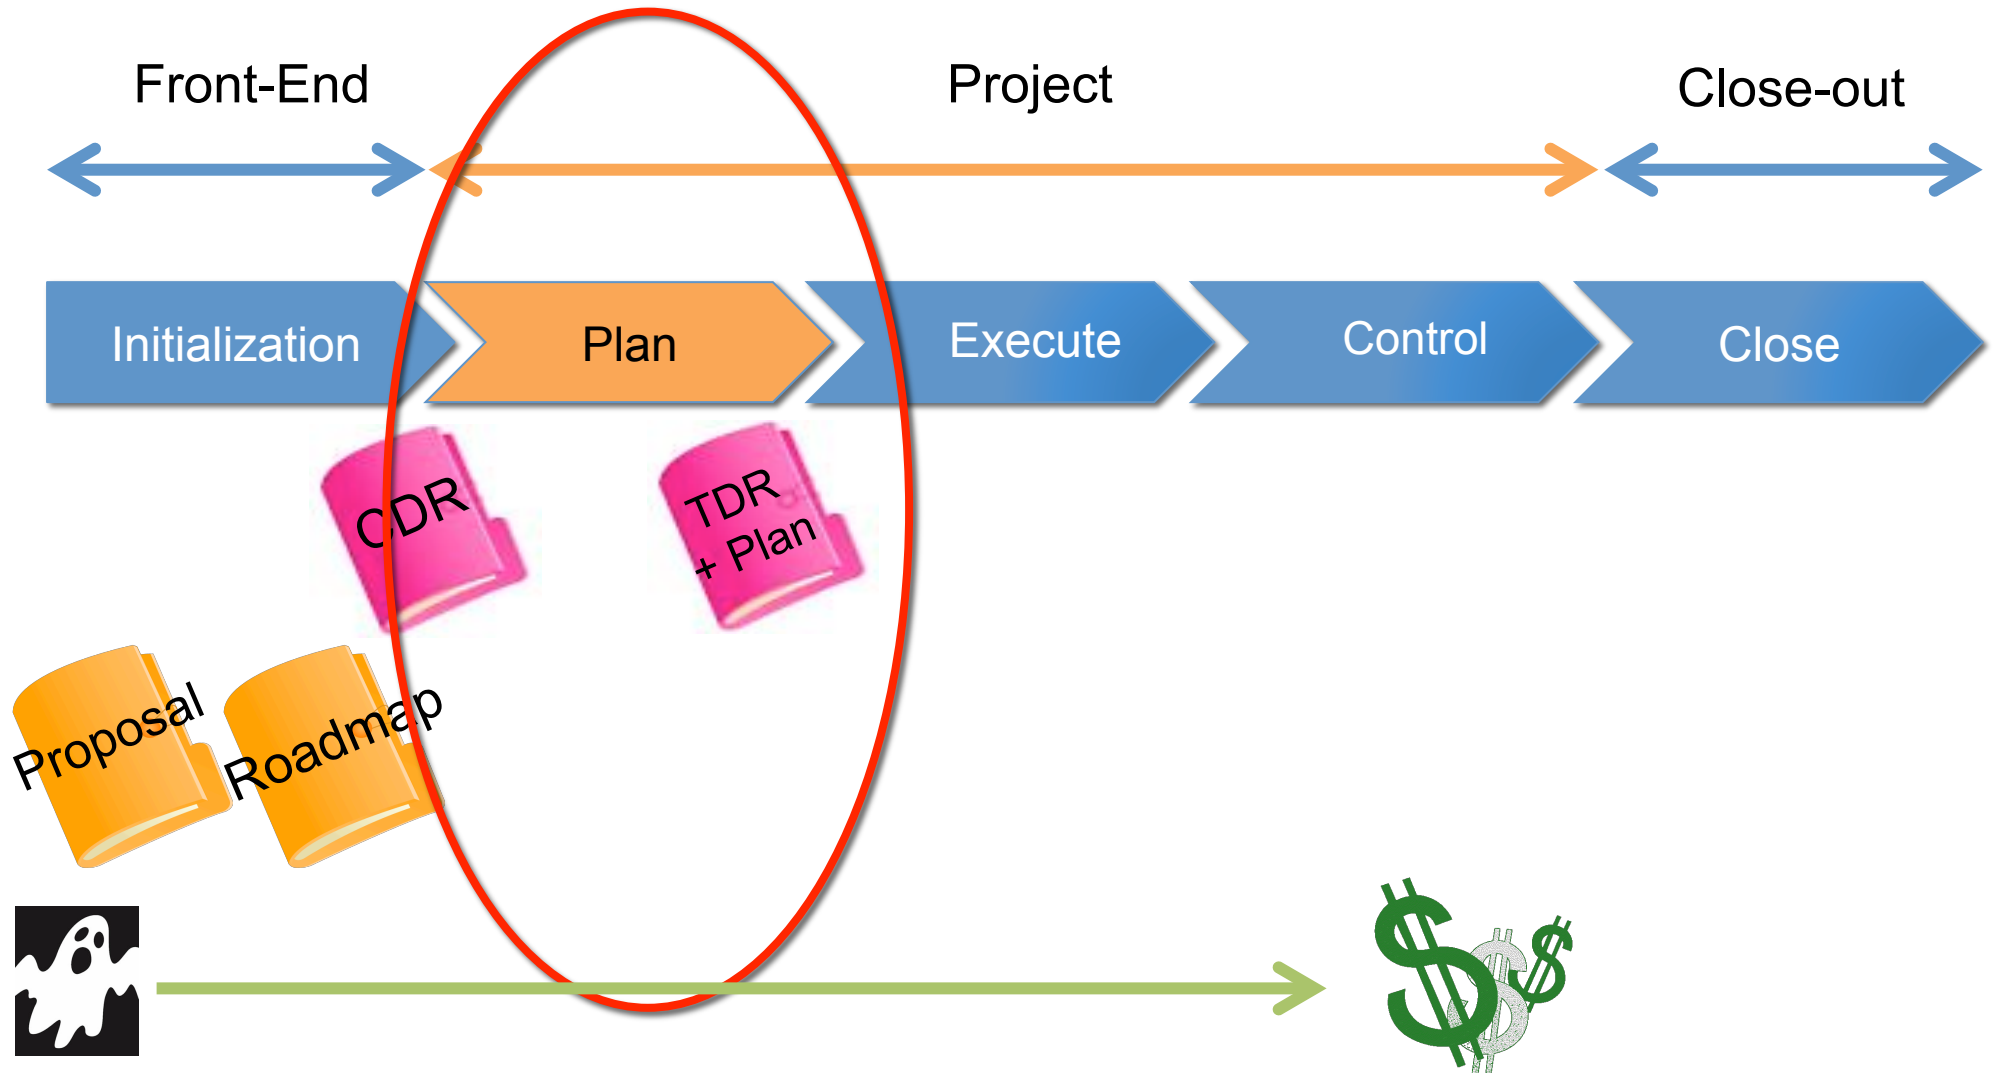 Front-End
Project
Close-out
Initialization
Plan
Execute
Control
Close
CDR
TDR
+ Plan
Proposal
Roadmap